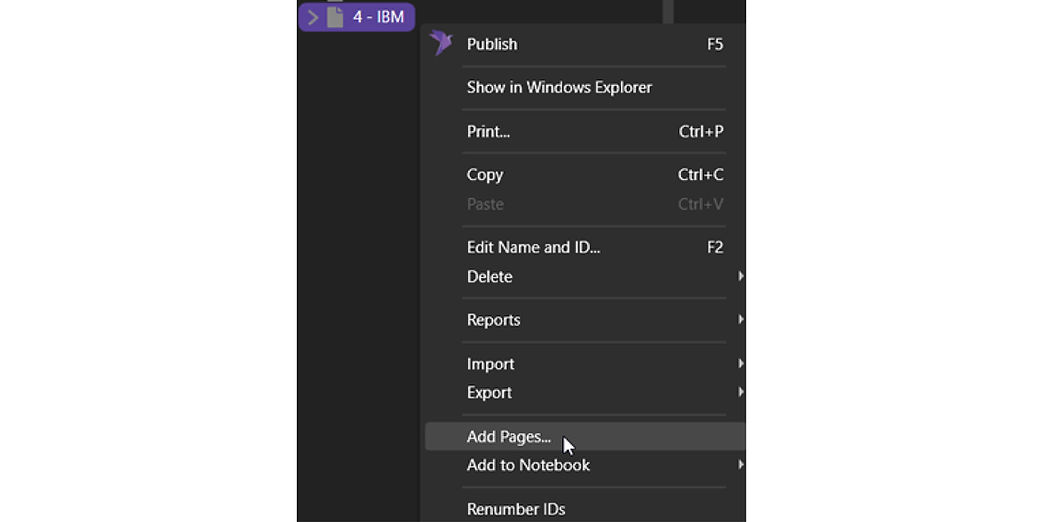 4 - IBM
Publish F5
Show in Windows Explorer
Print... Ctrl+P
Copy Ctrl+C
Paste Ctrl+V
Edit Name and ID... F2
Delete
Reports
Import
Export
Add Pages...
Add to Notebook
Renumber IDs